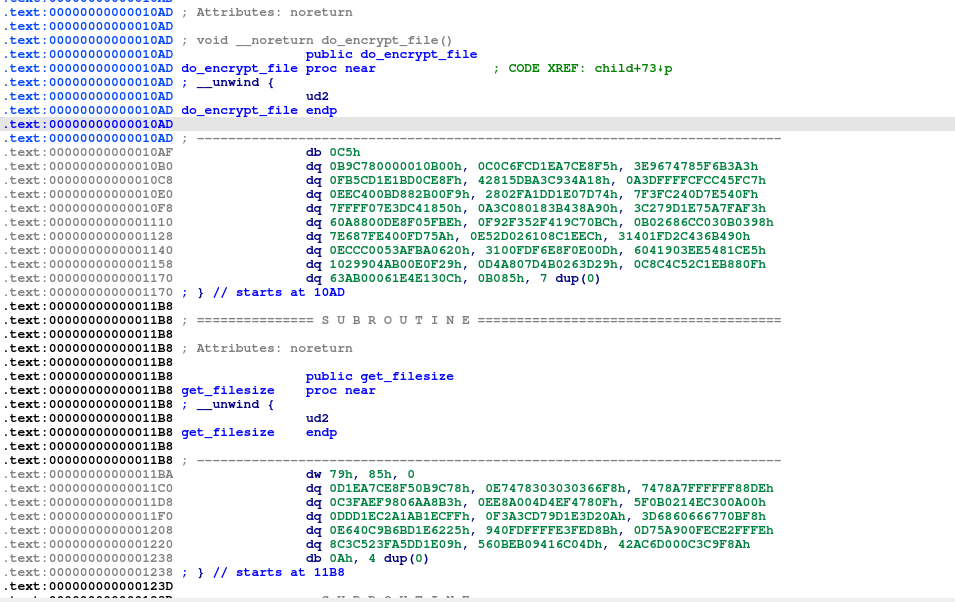 .text:00000000000010AD ; Attributes: noreturn
.text:00000000000010AD
.text:00000000000010AD ; void __noreturn do_encrypt_file()
.text:00000000000010AD public do_encrypt_file
.text:00000000000010AD do_encrypt_file proc near ; CODE XREF: child+73↓p
.text:00000000000010AD ; __unwind {
.text:00000000000010AD ud2
.text:00000000000010AD do_encrypt_file endp
.text:00000000000010AD
.text:00000000000010AD ; ---------------------------------------------------------------------------
.text:00000000000010AF db 0C5h
.text:00000000000010B0 dq 0B9C780000010B00h, 0C0C6FCD1EA7CE8F5h, 3E9674785F6B3A3h
.text:00000000000010C8 dq 0FB5CD1E1BD0CE8Fh, 42815DBA3C934A18h, 0A3DFFFFCFCC45FC7h
.text:00000000000010E0 dq 0EEC400BD882B00F9h, 2802FA1DD1E07D74h, 7F3FC240D7E540Fh
.text:00000000000010F8 dq 7FFFF07E3DC41850h, 0A3C080183B438A90h, 3C279D1E75A7FAF3h
.text:0000000000001110 dq 60A8800DE8F05FBEh, 0F92F352F419C70BCh, 0B02686CC030B0398h
.text:0000000000001128 dq 7E687FE400FD75Ah, 0E52D026108C1EECh, 31401FD2C436B490h
.text:0000000000001140 dq 0ECCC0053AFBA0620h, 3100FDF6E8F0E00Dh, 6041903EE5481CE5h
.text:0000000000001158 dq 1029904AB00E0F29h, 0D4A807D4B0263D29h, 0C8C4C52C1EB880Fh
.text:0000000000001170 dq 63AB00061E4E130Ch, 0B085h, 7 dup(0)
.text:0000000000001170 ; } // starts at 10AD
.text:00000000000011B8
.text:00000000000011B8 ; =============== S U B R O U T I N E =======================================
.text:00000000000011B8
.text:00000000000011B8 ; Attributes: noreturn
.text:00000000000011B8
.text:00000000000011B8 public get_filesize
.text:00000000000011B8 get_filesize proc near
.text:00000000000011B8 ; __unwind {
.text:00000000000011B8 ud2
.text:00000000000011B8 get_filesize endp
.text:00000000000011B8
.text:00000000000011B8 ; ---------------------------------------------------------------------------
.text:00000000000011BA dw 79h, 85h, 0
.text:00000000000011C0 dq 0D1EA7CE8F50B9C78h, 0E7478303030366F8h, 7478A7FFFFFF88DEh
.text:00000000000011D8 dq 0C3FAEF9806AA8B3h, 0EE8A004D4EF4780Fh, 5F0B0214EC300A00h
.text:00000000000011F0 dq 0DDD1EC2A1AB1ECFFh, 0F3A3CD79D1E3D20Ah, 3D6860666770BF8h
.text:0000000000001208 dq 0E640C9B6BD1E6225h, 940FDFFFFE3FED8Bh, 0D75A900FECE2FFFEh
.text:0000000000001220 dq 8C3C523FA5DD1E09h, 560BEB09416C04Dh, 42AC6D000C3C9F8Ah
.text:0000000000001238 db 0Ah, 4 dup(0)
.text:0000000000001238 ; } // starts at 11B8
.text:000000000000123D